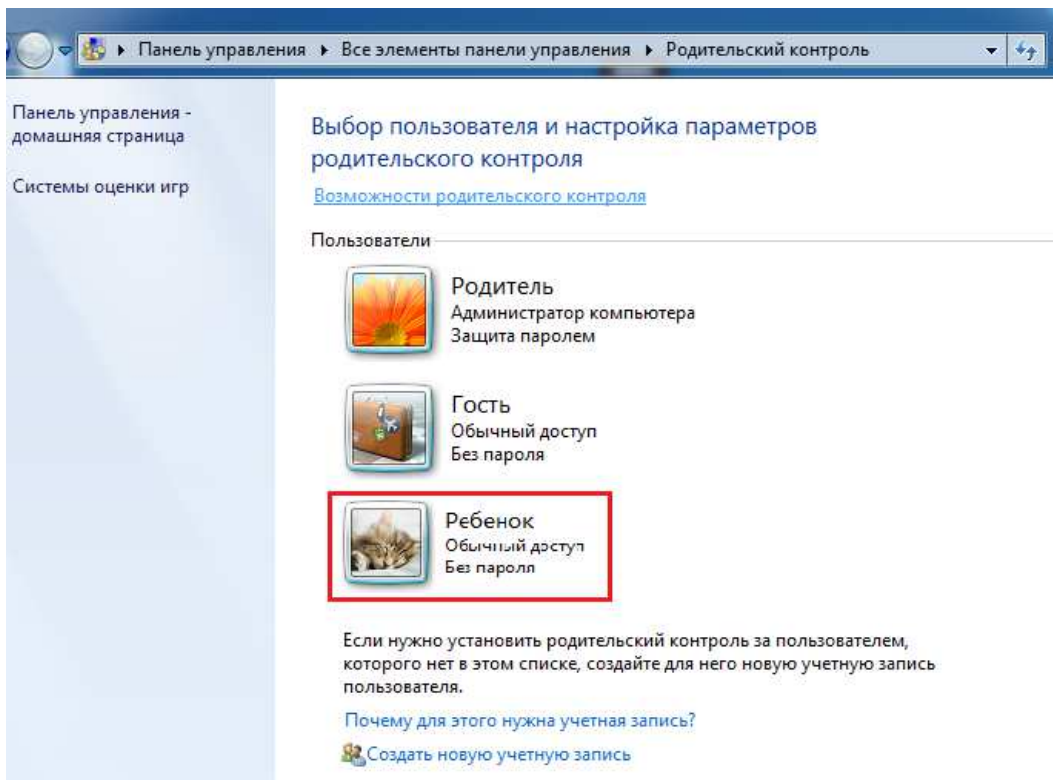 Панель управления ▸ Все элементы панели управления ▸ Родительский контроль
Панель управления -
домашняя страница
Системы оценки игр
Выбор пользователя и настройка параметров
родительского контроля
Возможности родительского контроля
Пользователи
Родитель
Администратор компьютера
Защита паролем
Гость
Обычный доступ
Без пароля
Ребенок
Обычный доступ
Без пароля
Если нужно установить родительский контроль за пользователем,
которого нет в этом списке, создайте для него новую учетную запись
пользователя.
Почему для этого нужна учетная запись?
Создать новую учетную запись